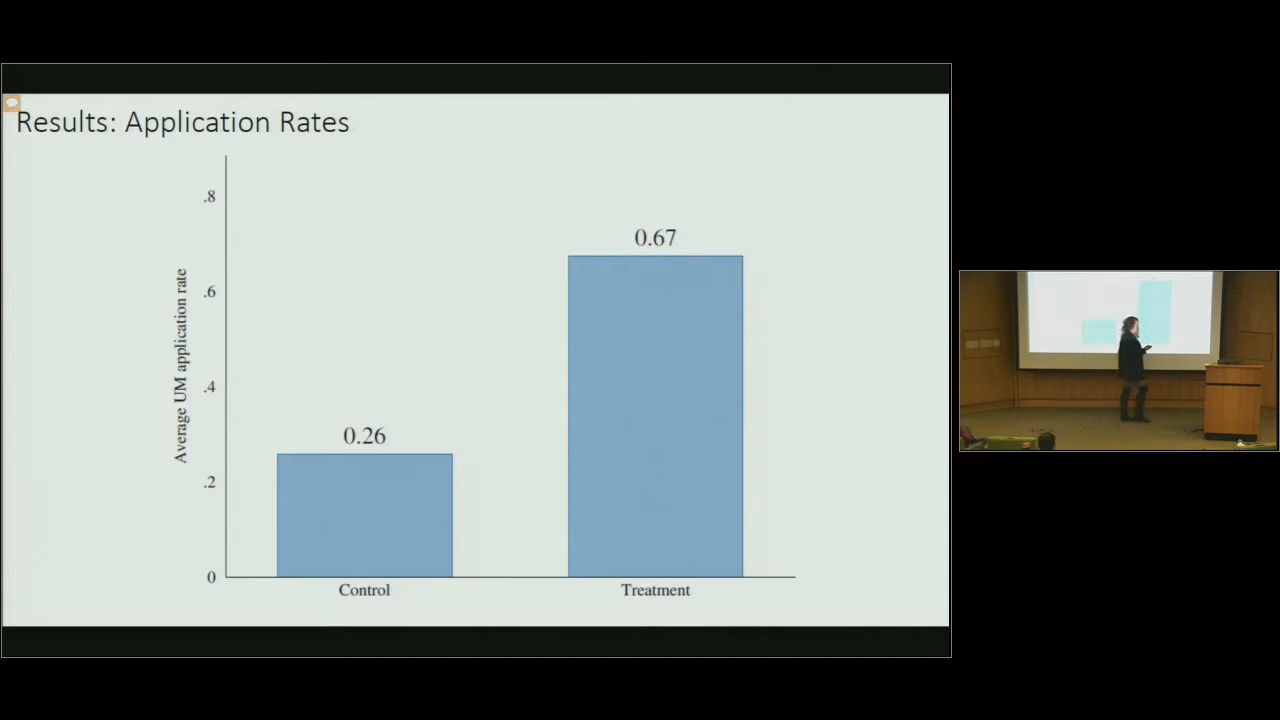 Results: Application Rates
Average UM application rate
.8
.6
.4
.2
0
0.26
0.67
Control
Treatment